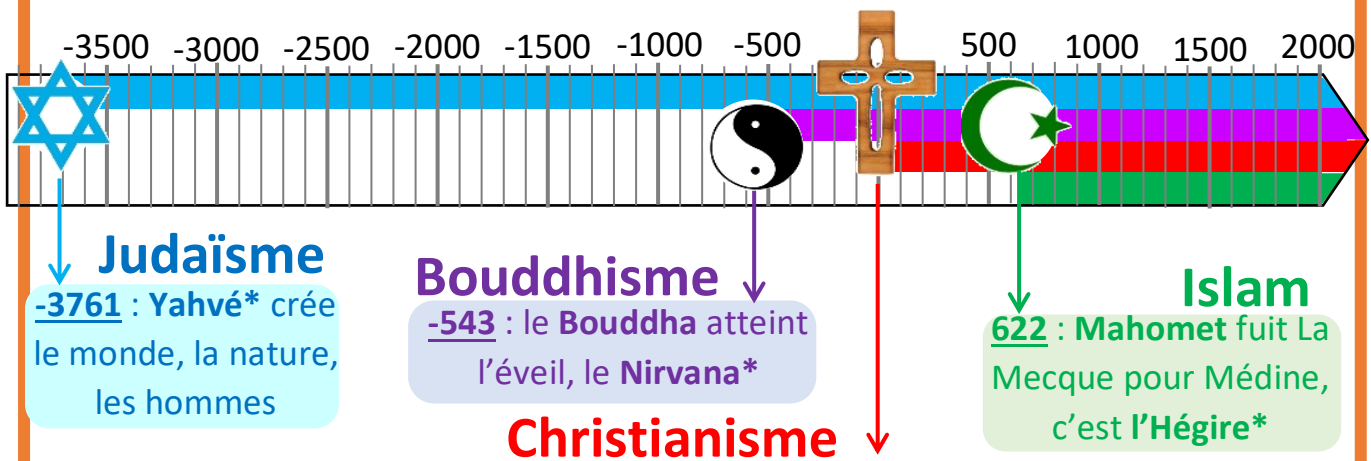 -3500 -3000 -2500 -2000 -1500 -1000 -500 500 1000 1500 2000
Judaïsme
-3761 : Yahvé* crée
le monde, la nature,
les hommes
Bouddhisme
-543 : le Bouddha atteint
l'éveil, le Nirvana*
Christianisme
Islam
622 : Mahomet fuit La
Mecque pour Médine,
c'est l'Hégire*